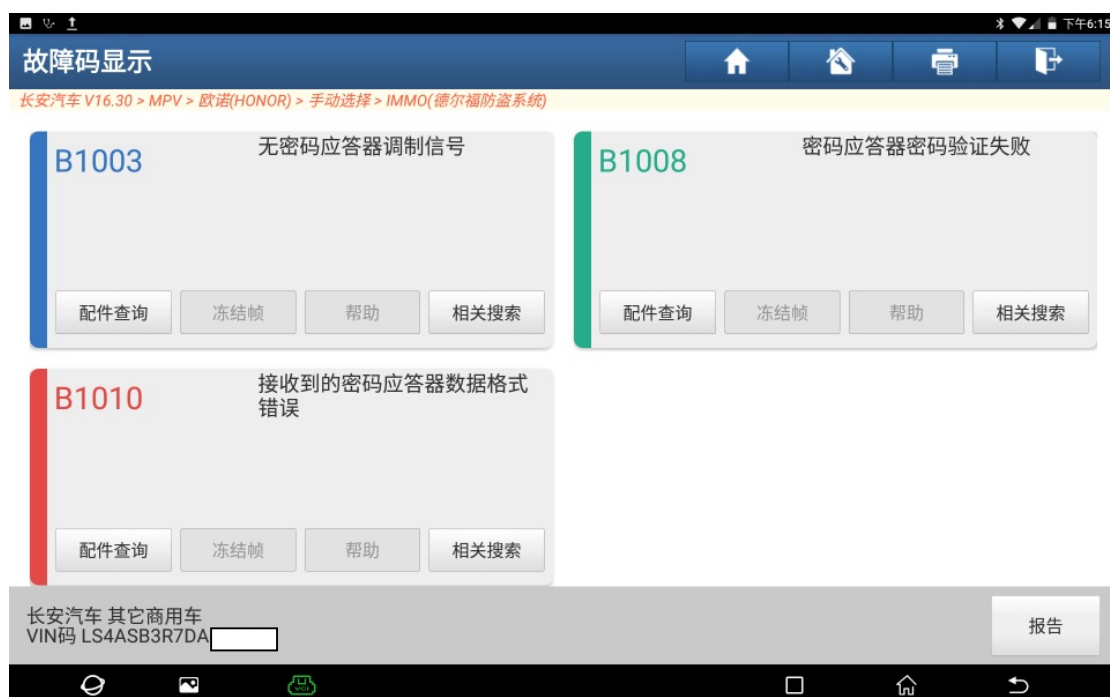 下午6:15
故障码显示
长安汽车 V16.30 > MPV > 欧诺(HONOR) > 手动选择 > IMMO(德尔福防盗系统)
B1003
无密码应答器调制信号
配件查询
冻结帧
帮助
相关搜索
B1008
密码应答器密码验证失败
配件查询
冻结帧
帮助
相关搜索
B1010
接收到的密码应答器数据格式
错误
配件查询
冻结帧
帮助
相关搜索
长安汽车 其它商用车
VIN码 LS4ASB3R7DA
报告
VCI